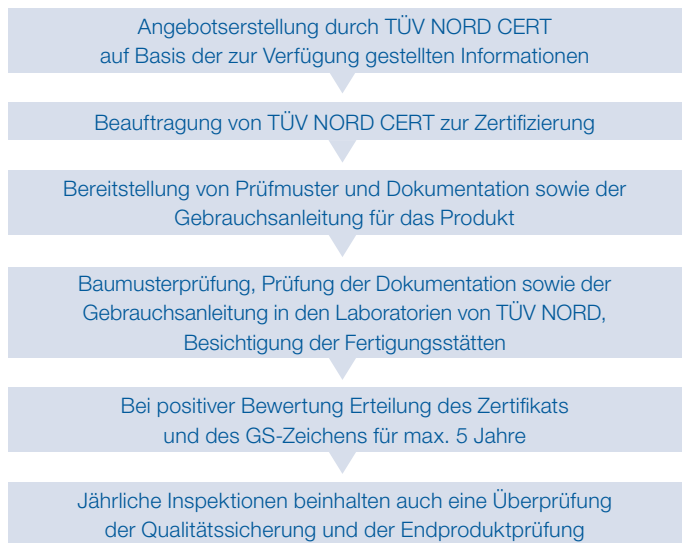 Angebotserstellung durch TÜV NORD CERT
auf Basis der zur Verfügung gestellten Informationen
Beauftragung von TÜV NORD CERT zur Zertifizierung
Bereitstellung von Prüfmuster und Dokumentation sowie der
Gebrauchsanleitung für das Produkt
Baumusterprüfung, Prüfung der Dokumentation sowie der
Gebrauchsanleitung in den Laboratorien von TÜV NORD,
Besichtigung der Fertigungsstätten
Bei positiver Bewertung Erteilung des Zertifikats
und des GS-Zeichens für max. 5 Jahre
Jährliche Inspektionen beinhalten auch eine Überprüfung
der Qualitätssicherung und der Endproduktprüfung